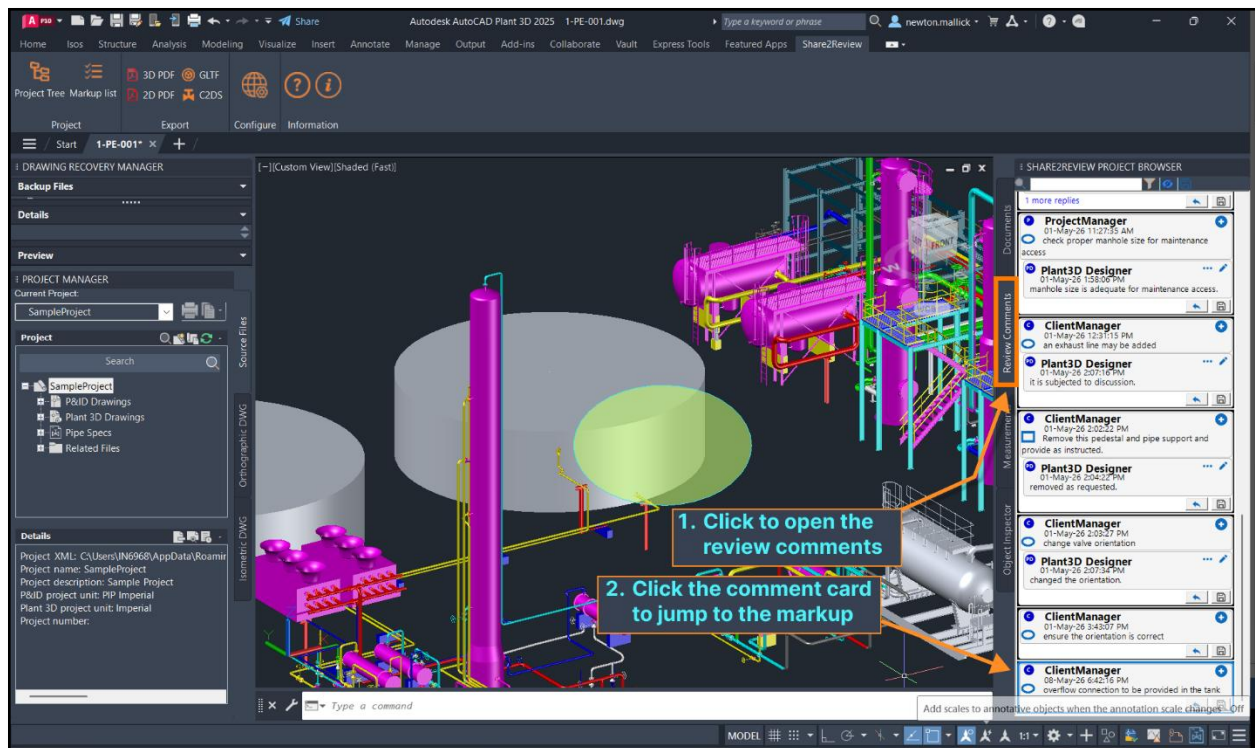 A P3D Share Autodesk AutoCAD Plant 3D 2025 1-PE-001.dwg Type a keyword or phrase newton.mallick
Home Isos Structure Analysis Modeling Visualize Insert Annotate Manage Output Add-ins Collaborate Vault Express Tools Featured Apps Share2Review
3D PDF GLTF
Project Tree Markup list 2D PDF C2DS
Project Export Configure Information
Start 1-PE-001*
DRAWING RECOVERY MANAGER
Backup Files
Details
Preview
PROJECT MANAGER
Current Project:
SampleProject
Project
Search
SampleProject
P&ID Drawings
Plant 3D Drawings
Pipe Specs
Related Files
Source Files
Orthographic DWG
Isometric DWG
Details
Project XML: C:\Users\IN6968\AppData\Roamir
Project name: SampleProject
Project description: Sample Project
P&ID project unit: PIP Imperial
Plant 3D project unit: Imperial
Project number:
[−][Custom View][Shaded (Fast)]
FRONT
W
1. Click to open the
review comments
2. Click the comment card
to jump to the markup
Type a command
Documents
Review Comments
Measurement
Object Inspector
SHARE2REVIEW PROJECT BROWSER
1 more replies
ProjectManager
01-May-26 11:27:35 AM
check proper manhole size for maintenance
access
Plant3D Designer
01-May-26 1:58:06 PM
manhole size is adequate for maintenance access.
ClientManager
01-May-26 12:31:15 PM
an exhaust line may be added
Plant3D Designer
01-May-26 2:07:16 PM
it is subjected to discussion.
ClientManager
01-May-26 2:02:22 PM
Remove this pedestal and pipe support and
provide as instructed.
Plant3D Designer
01-May-26 2:04:22 PM
removed as requested.
ClientManager
01-May-26 2:03:27 PM
change valve orientation
Plant3D Designer
01-May-26 2:07:34 PM
changed the orientation.
ClientManager
01-May-26 3:43:07 PM
ensure the orientation is correct
ClientManager
08-May-26 6:42:16 PM
overflow connection to be provided in the tank
Add scales to annotative objects when the annotation scale changes - Off
MODEL 1:1